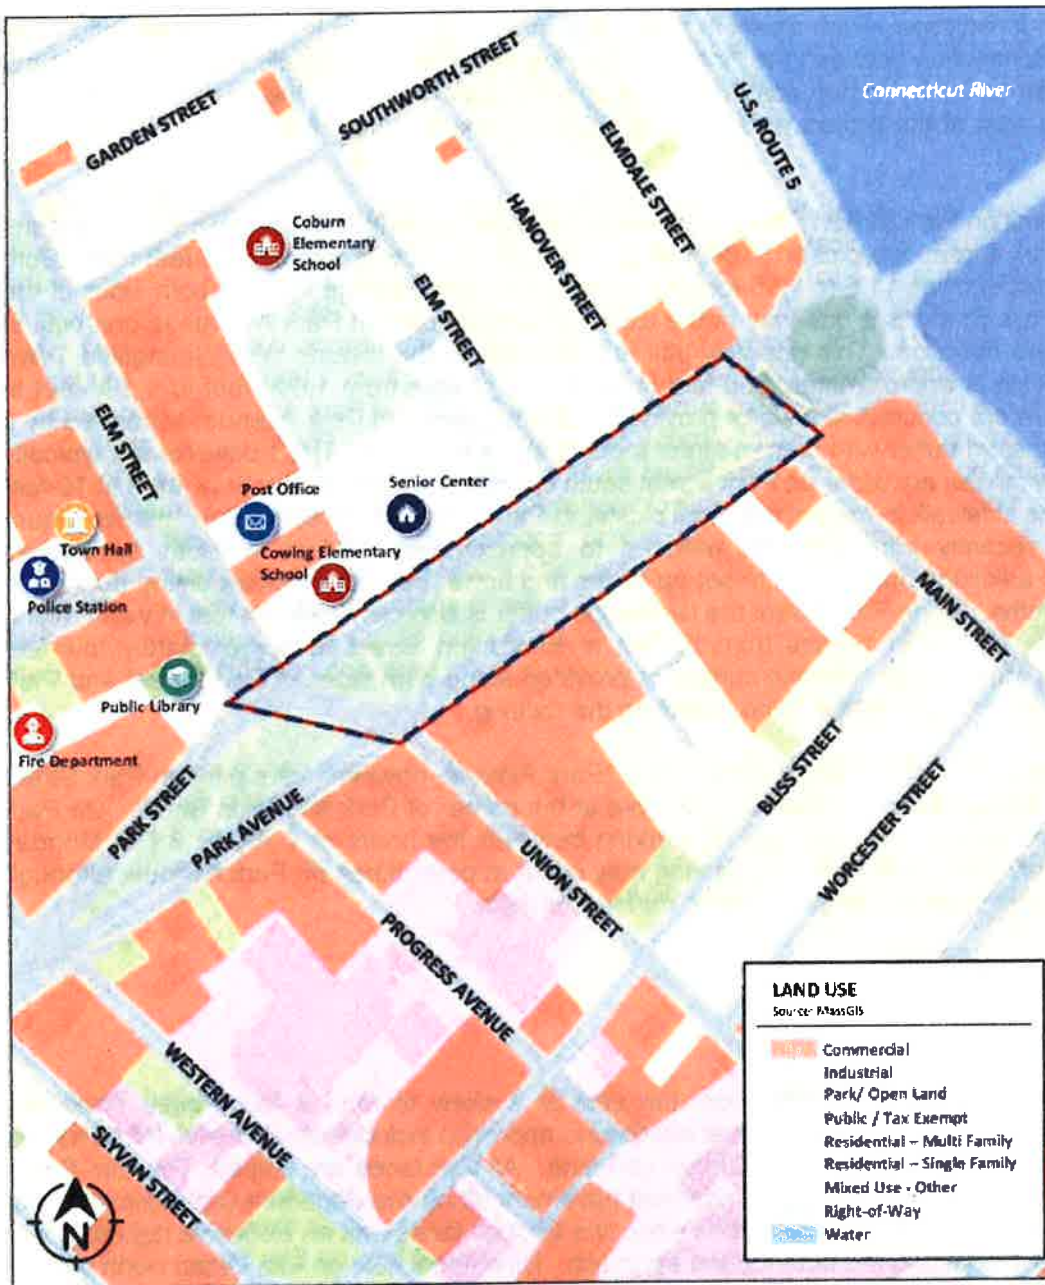 Connecticut River
U.S. ROUTE 5
SOUTHWORTH STREET
GARDEN STREET
ELMDALE STREET
HANOVER STREET
Coburn
Elementary
School
ELM STREET
ELM STREET
Post Office
Senior Center
Town Hall
Cowing Elementary
School
Police Station
MAIN STREET
Public Library
Fire Department
PARK STREET
PARK AVENUE
BLISS STREET
WORCESTER STREET
UNION STREET
PROGRESS AVENUE
WESTERN AVENUE
SLYVAN STREET
N
LAND USE
Source: MassGIS
Commercial
Industrial
Park/ Open Land
Public / Tax Exempt
Residential – Multi Family
Residential – Single Family
Mixed Use - Other
Right-of-Way
Water